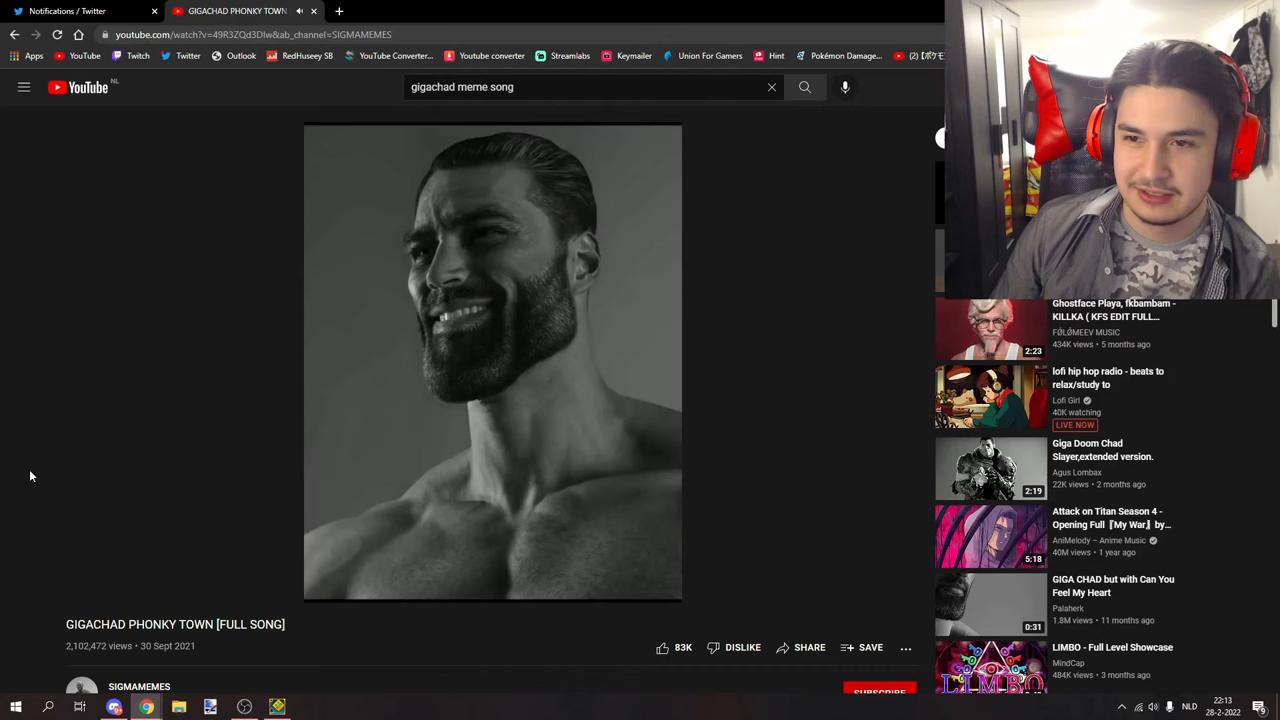 Notifications / Twitter
GIGACHAD PHONKY TOWN
youtube.com/watch?v=49R3ZQd3DIw&ab_channel=SIGMAMEMES
Apps
YouTube
Twitch
Twitter
Outlook
RedHuseey SY
Youtube converter
Streamlabs
Keymailer
Union For Gamers
Hint
Pokémon Damage...
YouTube NL
gigachad meme song
Ghostface Playa, fkbambam -
KILLKA ( KFS EDIT FULL...
FǾLØMEEV MUSIC
434K views • 5 months ago
2:23
lofi hip hop radio - beats to
relax/study to
Lofi Girl
40K watching
LIVE NOW
Giga Doom Chad
Slayer,extended version.
Agus Lombax
22K views • 2 months ago
2:19
Attack on Titan Season 4 -
Opening Full『My War』by...
AniMelody – Anime Music
40M views • 1 year ago
5:18
GIGA CHAD but with Can You
Feel My Heart
Palaherk
1.8M views • 11 months ago
0:31
LIMBO - Full Level Showcase
MindCap
484K views • 3 months ago
LIMBO
GIGACHAD PHONKY TOWN [FULL SONG]
2,102,472 views • 30 Sept 2021
83K
DISLIKE
SHARE
SAVE
SIGMAMEMES
SUBSCRIBE
NLD
22:13
28-2-2022